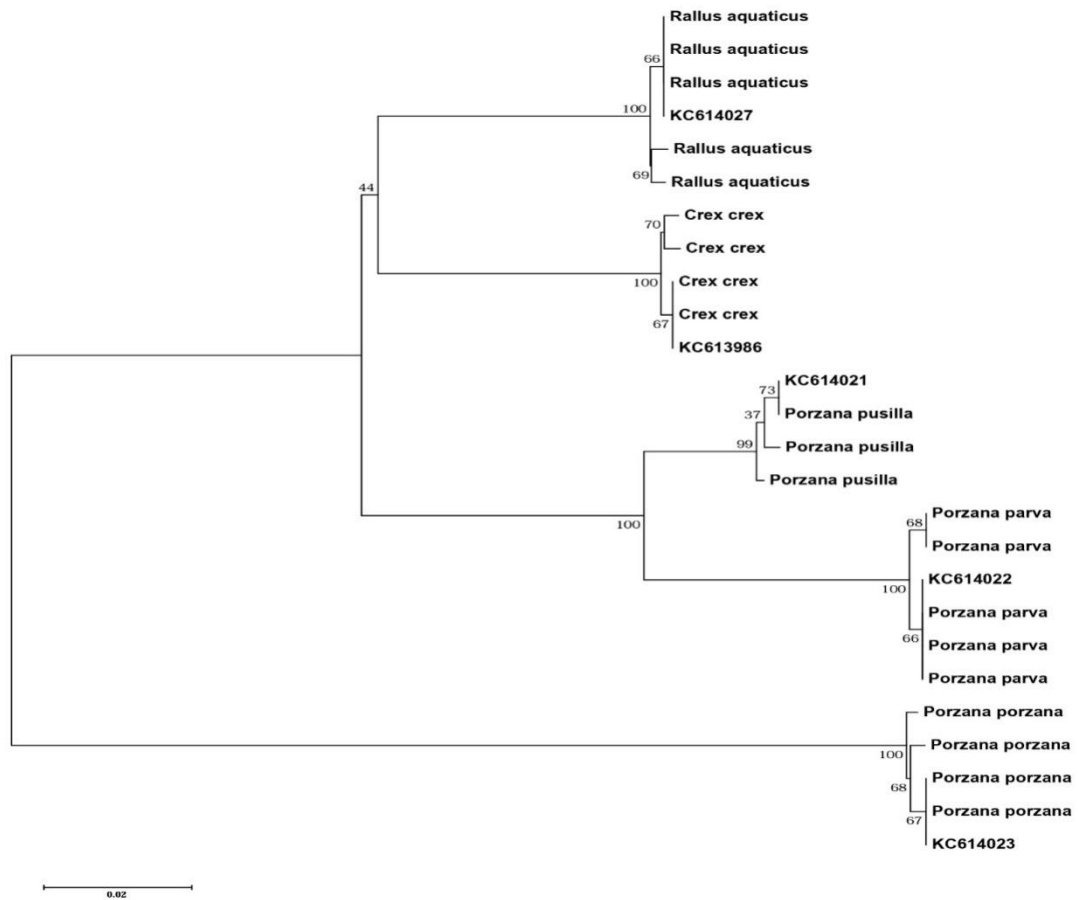 Rallus aquaticus
Rallus aquaticus
66
Rallus aquaticus
100
KC614027
Rallus aquaticus
69
Rallus aquaticus
44
Crex crex
70
Crex crex
100
Crex crex
Crex crex
67
KC613986
KC614021
73
Porzana pusilla
37
Porzana pusilla
99
Porzana pusilla
Porzana parva
68
Porzana parva
100
KC614022
100
Porzana parva
66
Porzana parva
Porzana parva
Porzana porzana
100
Porzana porzana
68
Porzana porzana
67
Porzana porzana
KC614023
0.02